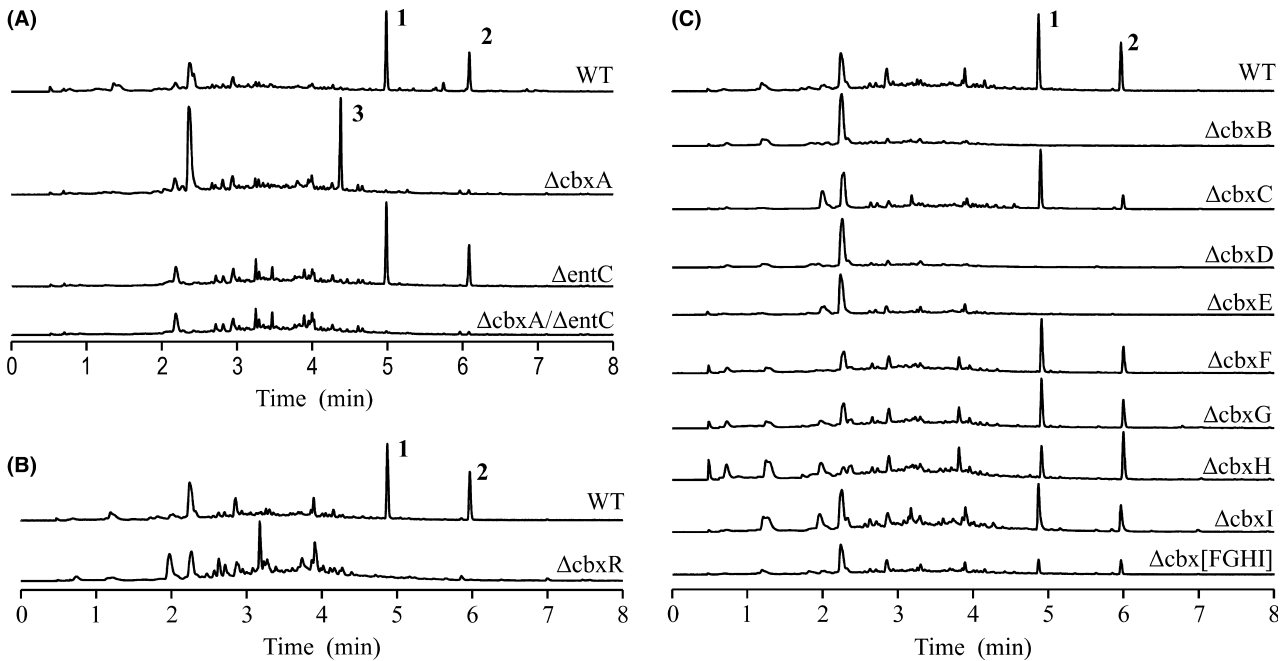 (A)
1
2
WT
3
ΔcbxA
ΔentC
ΔcbxA/ΔentC
0 1 2 3 4 5 6 7 8
Time (min)
(B)
1
2
WT
ΔcbxR
0 1 2 3 4 5 6 7 8
Time (min)
(C)
1
2
WT
ΔcbxB
ΔcbxC
ΔcbxD
ΔcbxE
ΔcbxF
ΔcbxG
ΔcbxH
ΔcbxI
Δcbx[FGHI]
0 1 2 3 4 5 6 7 8
Time (min)